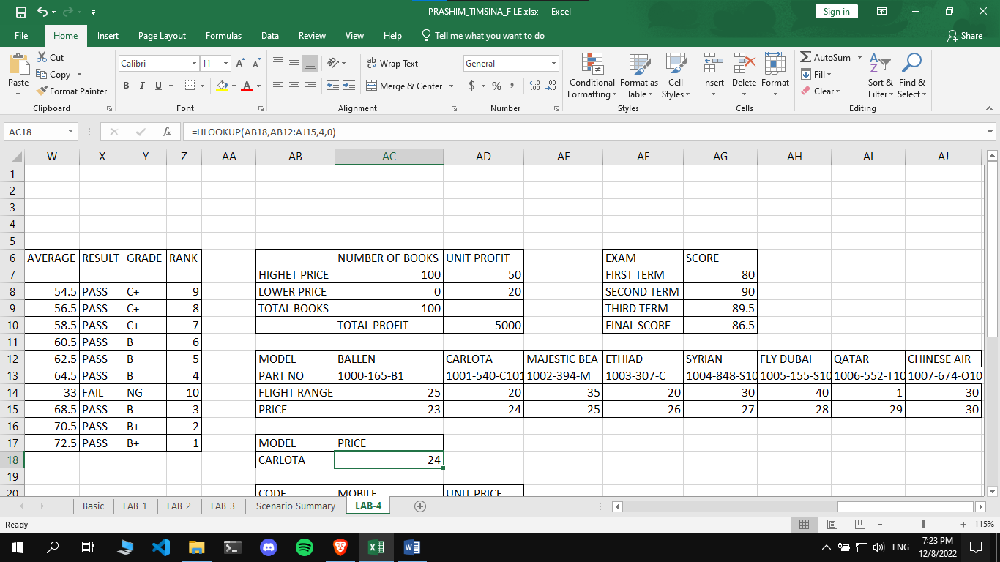 PRASHIM_TIMSINA_FILE.xlsx - Excel
Sign in
File Home Insert Page Layout Formulas Data Review View Help Tell me what you want to do Share
Paste Cut Copy Format Painter Clipboard
Calibri 11 B I U A A A Font
Wrap Text Merge & Center Alignment
General $ % , Number
Conditional Formatting Format as Table Cell Styles Styles
Insert Delete Format Cells
AutoSum Fill Clear Sort & Filter Find & Select Editing
AC18 fx =HLOOKUP(AB18,AB12:AJ15,4,0)
W X Y Z AA AB AC AD AE AF AG AH AI AJ
1
2
3
4
5
6 AVERAGE RESULT GRADE RANK NUMBER OF BOOKS UNIT PROFIT EXAM SCORE
7 HIGHET PRICE 100 50 FIRST TERM 80
8 54.5 PASS C+ 9 LOWER PRICE 0 20 SECOND TERM 90
9 56.5 PASS C+ 8 TOTAL BOOKS 100 THIRD TERM 89.5
10 58.5 PASS C+ 7 TOTAL PROFIT 5000 FINAL SCORE 86.5
11 60.5 PASS B 6
12 62.5 PASS B 5 MODEL BALLEN CARLOTA MAJESTIC BEA ETHIAD SYRIAN FLY DUBAI QATAR CHINESE AIR
13 64.5 PASS B 4 PART NO 1000-165-B1 1001-540-C101 1002-394-M 1003-307-C 1004-848-S10 1005-155-S10 1006-552-T10 1007-674-O10
14 33 FAIL NG 10 FLIGHT RANGE 25 20 35 20 30 40 1 30
15 68.5 PASS B 3 PRICE 23 24 25 26 27 28 29 30
16 70.5 PASS B+ 2
17 72.5 PASS B+ 1 MODEL PRICE
18 CARLOTA 24
19
20 CODE MOBILE UNIT PRICE
Basic LAB-1 LAB-2 LAB-3 Scenario Summary LAB-4
Ready 115%
ENG 7:23 PM
12/8/2022